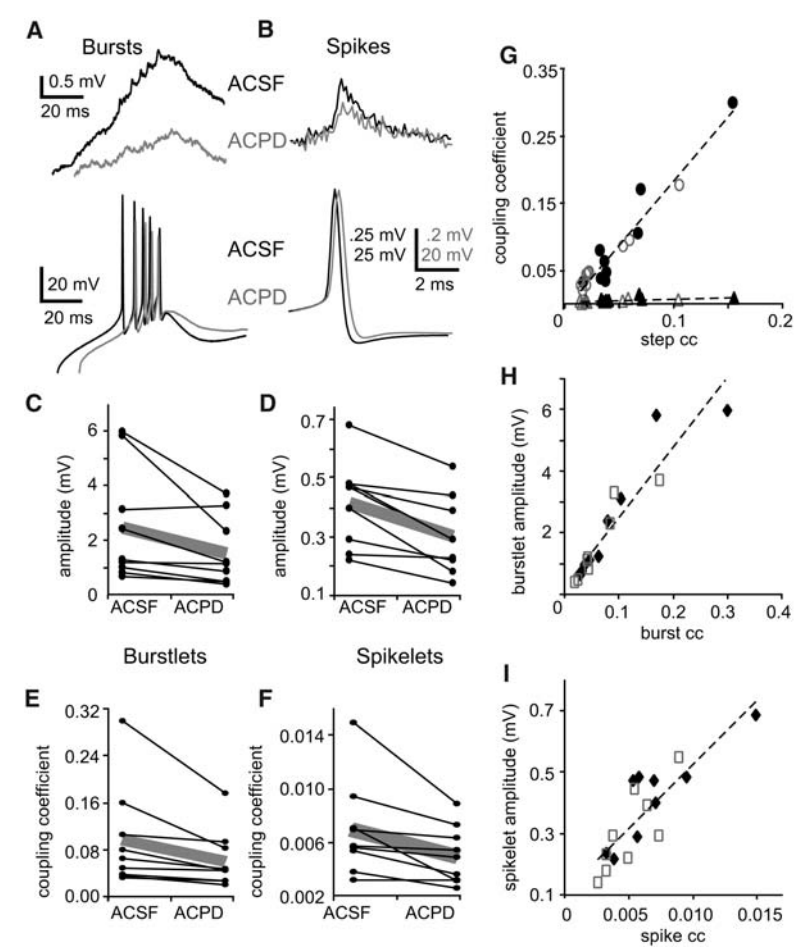 A
Bursts
0.5 mV
20 ms
ACSF
ACPD
20 mV
20 ms
ACSF
ACPD
B
Spikes
.25 mV
25 mV
.2 mV
20 mV
2 ms
C
amplitude (mV)
6
4
2
0
ACSF
ACPD
D
amplitude (mV)
0.7
0.5
0.3
0.1
ACSF
ACPD
Burstlets
Spikelets
E
coupling coefficient
0.32
0.24
0.16
0.08
0.00
ACSF
ACPD
F
coupling coefficient
0.014
0.010
0.006
0.002
ACSF
ACPD
G
coupling coefficient
0.35
0.25
0.15
0.05
0
0.1
0.2
step cc
H
burstlet amplitude (mV)
6
4
2
0
0.1
0.2
0.3
0.4
burst cc
I
spikelet amplitude (mV)
0.7
0.5
0.3
0.1
0
0.005
0.010
0.015
spike cc